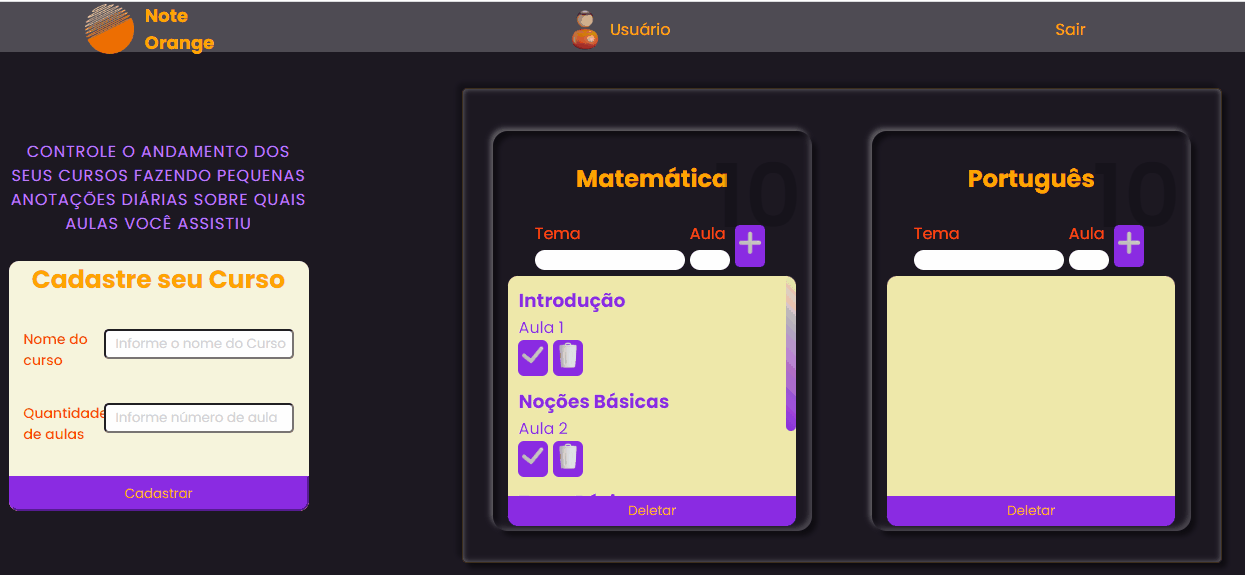 Note
Orange
Usuário
Sair
CONTROLE O ANDAMENTO DOS
SEUS CURSOS FAZENDO PEQUENAS
ANOTAÇÕES DIÁRIAS SOBRE QUAIS
AULAS VOCÊ ASSISTIU
Cadastre seu Curso
Nome do
curso
Informe o nome do Curso
Quantidade
de aulas
Informe número de aula
Cadastrar
10
Matemática
Tema
Aula
Introdução
Aula 1
Noções Básicas
Aula 2
Deletar
10
Português
Tema
Aula
Deletar